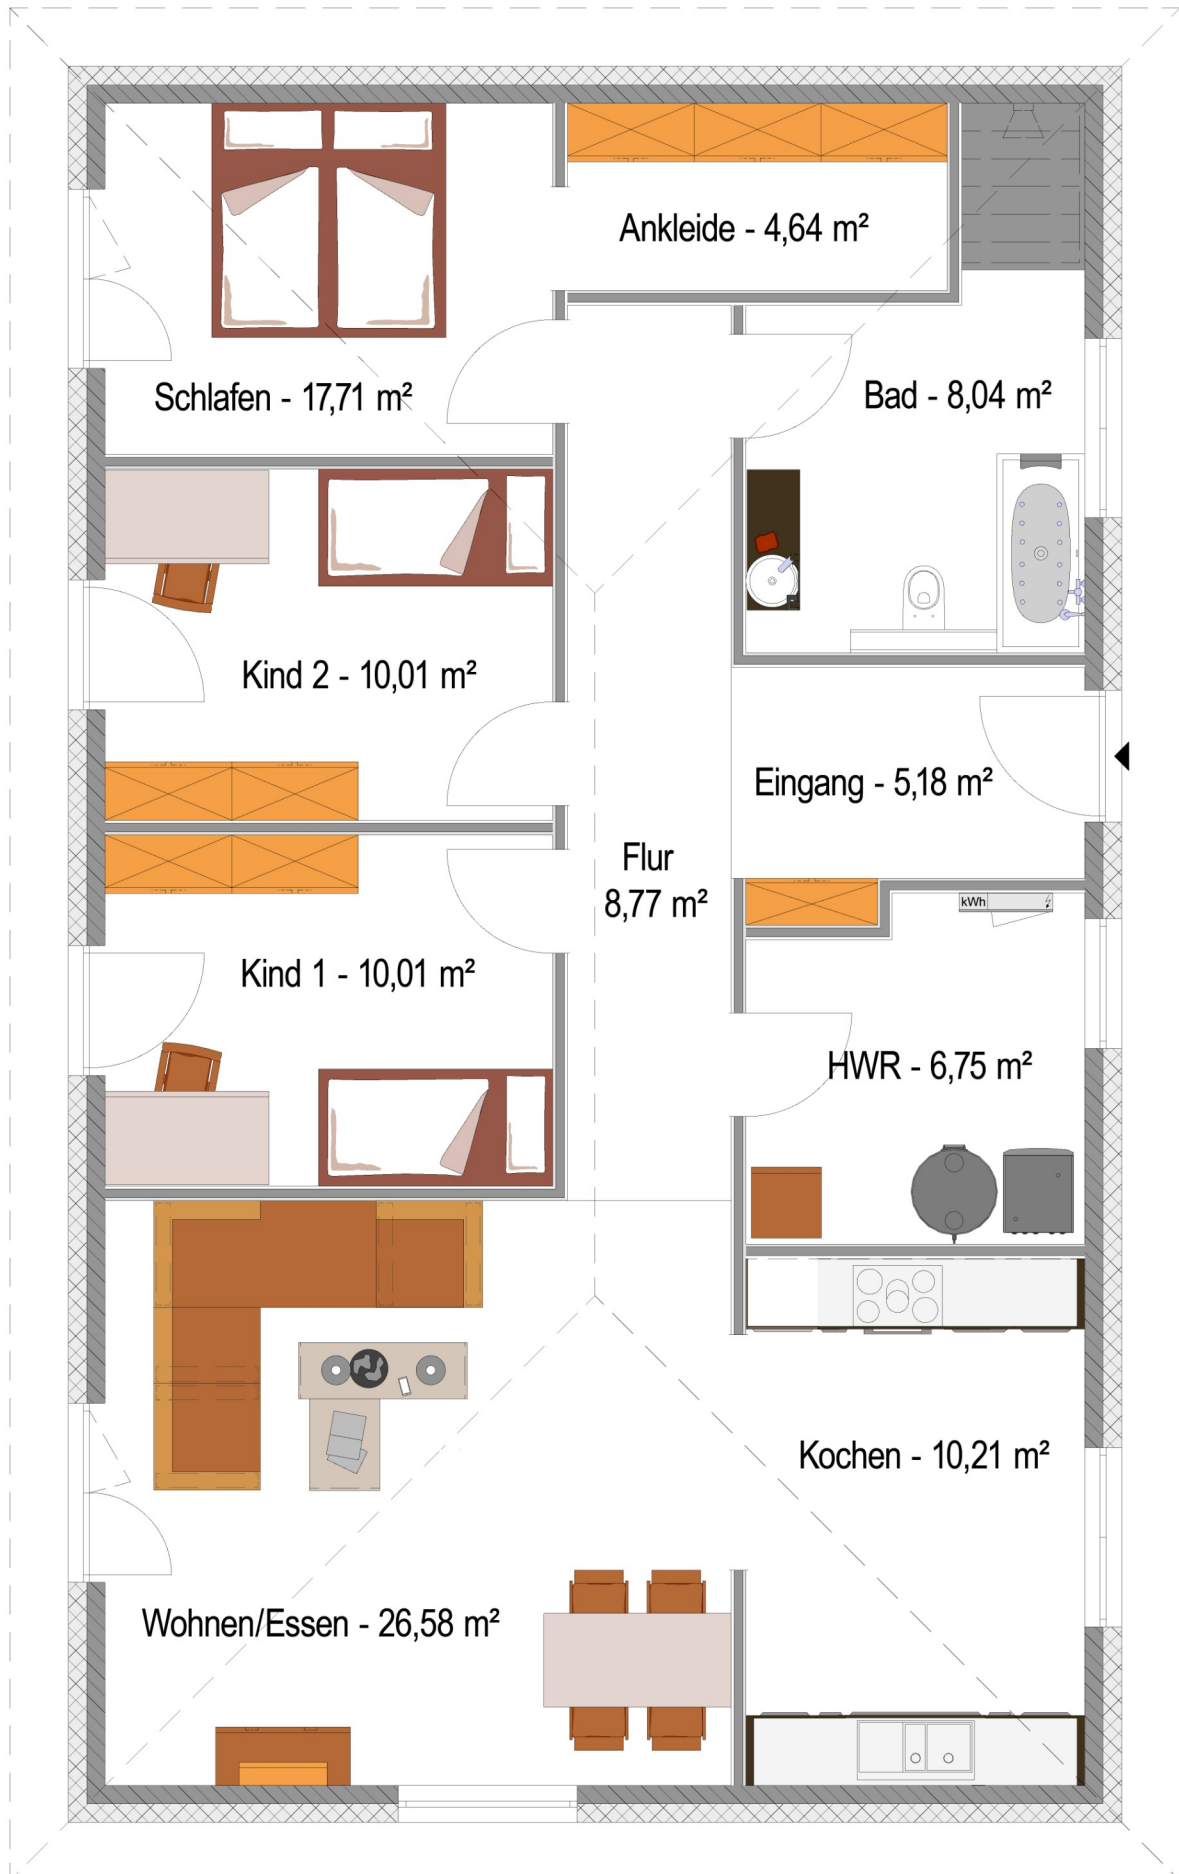 Ankleide - 4,64 m²
Schlafen - 17,71 m²
Bad - 8,04 m²
Kind 2 - 10,01 m²
Eingang - 5,18 m²
Flur
8,77 m²
kWh
Kind 1 - 10,01 m²
HWR - 6,75 m²
Kochen - 10,21 m²
Wohnen/Essen - 26,58 m²